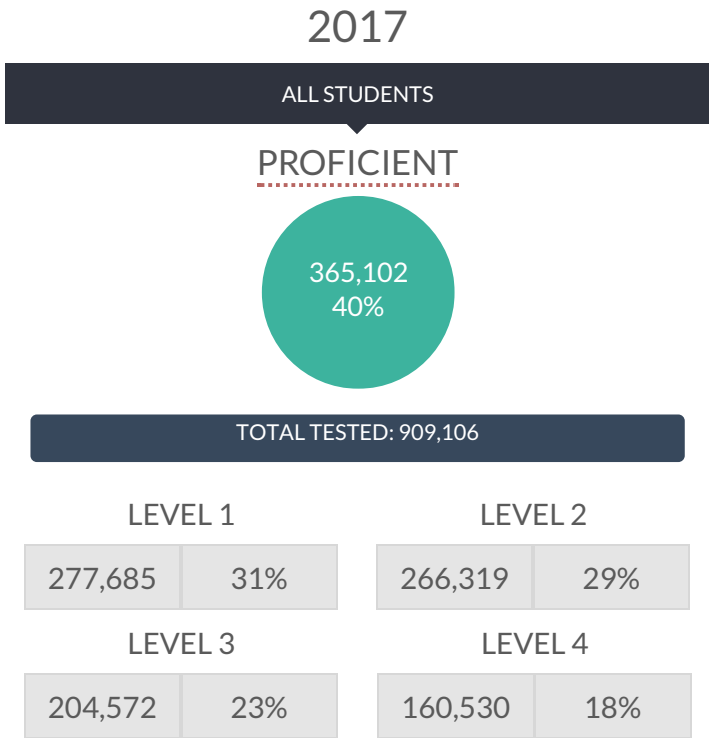 2017
ALL STUDENTS
PROFICIENT
365,102
40%
TOTAL TESTED: 909,106
LEVEL 1 LEVEL 2
277,685 31% 266,319 29%
LEVEL 3 LEVEL 4
204,572 23% 160,530 18%